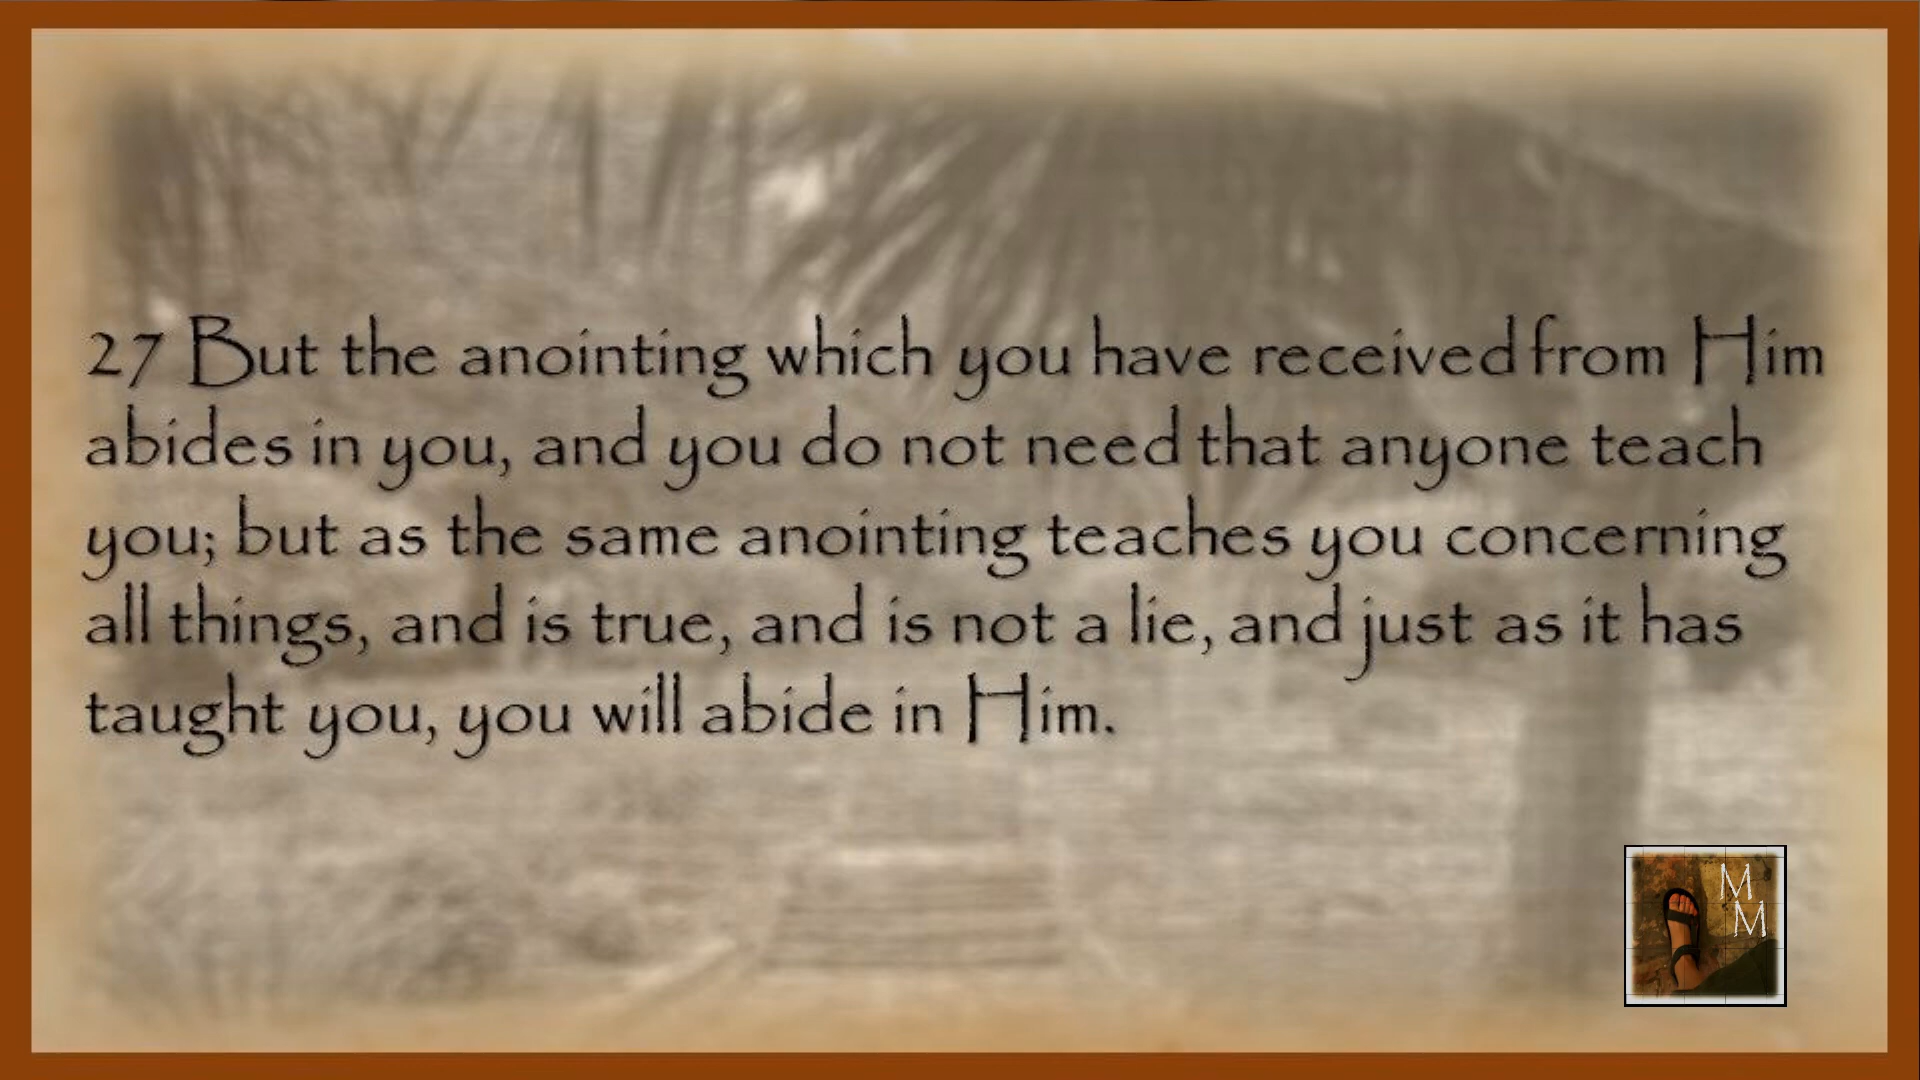 27 But the anointing which you have received from Him
abides in you, and you do not need that anyone teach
you; but as the same anointing teaches you concerning
all things, and is true, and is not a lie, and just as it has
taught you, you will abide in Him.
M
M